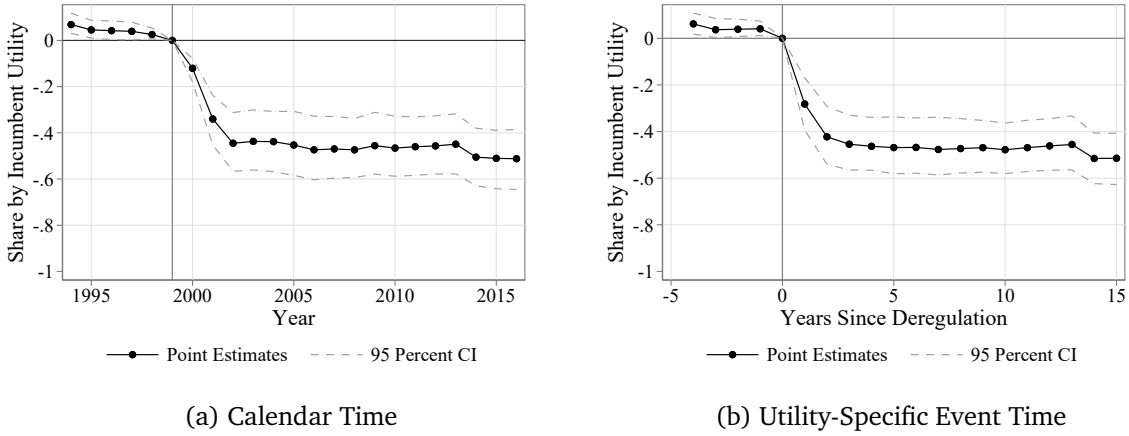 Share by Incumbent Utility
0
-.2
-.4
-.6
-.8
-1
1995 2000 2005 2010 2015
Year
Point Estimates 95 Percent CI
(a) Calendar Time
Share by Incumbent Utility
0
-.2
-.4
-.6
-.8
-1
-5 0 5 10 15
Years Since Deregulation
Point Estimates 95 Percent CI
(b) Utility-Specific Event Time